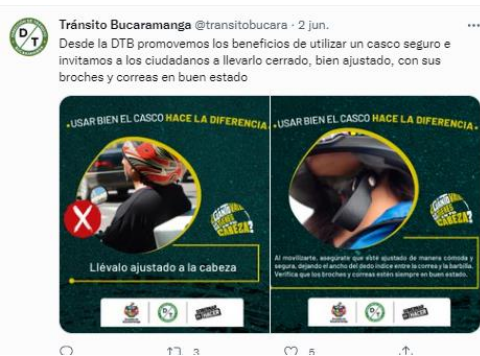 Tránsito Bucaramanga @transitobucara · 2 jun.
Desde la DTB promovemos los beneficios de utilizar un casco seguro e
invitamos a los ciudadanos a llevarlo cerrado, bien ajustado, con sus
broches y correas en buen estado
USAR BIEN EL CASCO HACE LA DIFERENCIA.
Llévalo ajustado a la cabeza
USAR BIEN EL CASCO HACE LA DIFERENCIA.
Al movilizarte, asegúrate que esté ajustado de manera cómoda y
segura, dejando el ancho del dedo índice entre la correa y la barbilla.
Verifica que los broches y correas estén siempre en buen estado.
3
5